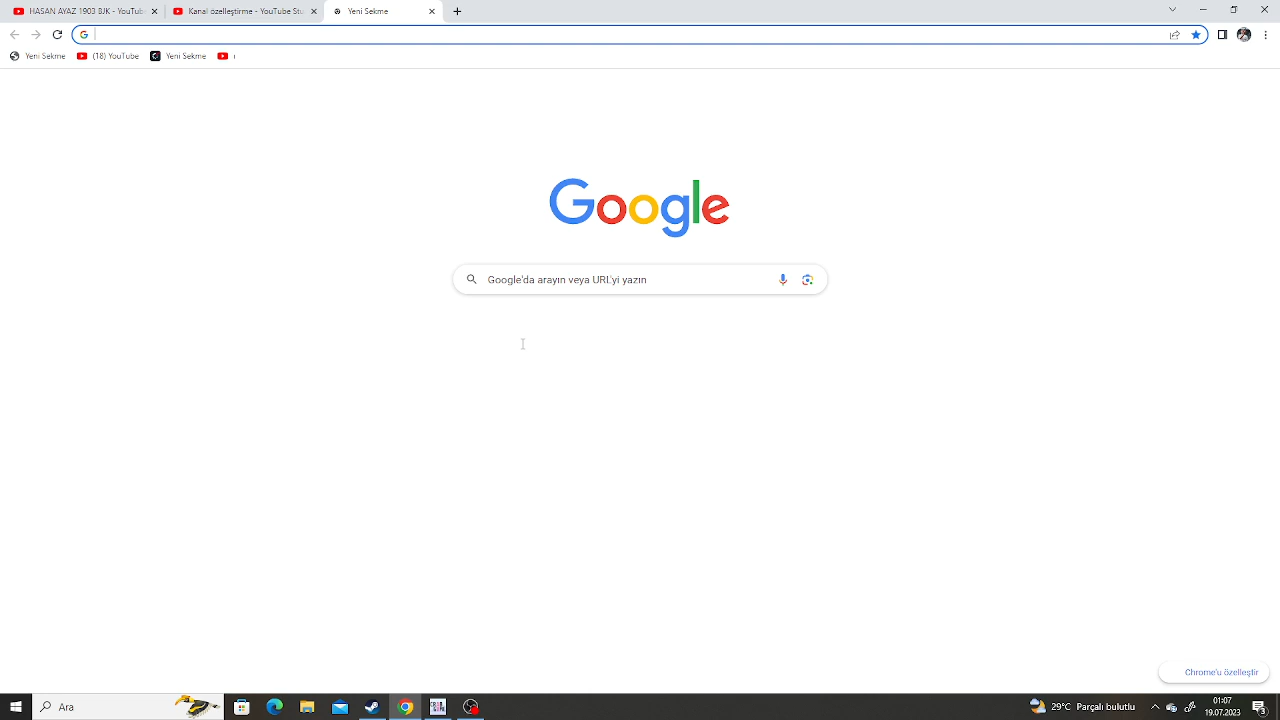 HASAN AYAZ 1903 BJK - YouTube
Kanal özelleştirme - YouTube Stu
Yeni Sekme
Yeni Sekme
(18) YouTube
Yeni Sekme
Google
Google'da arayın veya URL'yi yazın
Chrome'u özelleştir
Ara
29°C Parçalı bulutlu
01:07
19.07.2023